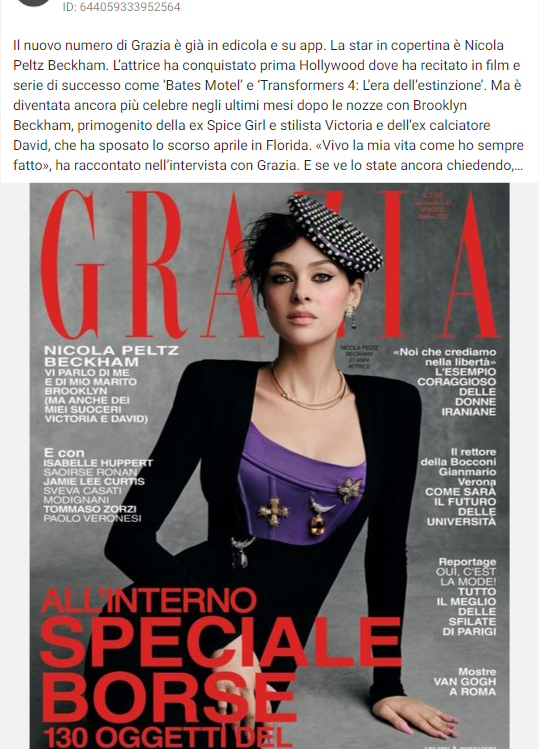 ID: 644059333952564
Il nuovo numero di Grazia è già in edicola e su app. La star in copertina è Nicola
Peltz Beckham. L’attrice ha conquistato prima Hollywood dove ha recitato in film e
serie di successo come ‘Bates Motel’ e ‘Transformers 4: L’era dell’estinzione’. Ma è
diventata ancora più celebre negli ultimi mesi dopo le nozze con Brooklyn
Beckham, primogenito della ex Spice Girl e stilista Victoria e dell’ex calciatore
David, che ha sposato lo scorso aprile in Florida. «Vivo la mia vita come ho sempre
fatto», ha raccontato nell’intervista con Grazia. E se ve lo state ancora chiedendo,...
GRAZIA
NICOLA PELTZ
BECKHAM
VI PARLO DI ME
E DI MIO MARITO
BROOKLYN
(MA ANCHE DEI
MIEI SUOCERI
VICTORIA E DAVID)
E con
ISABELLE HUPPERT
SAOIRSE RONAN
JAMIE LEE CURTIS
SVEVA CASATI
MODIGNANI
TOMMASO ZORZI
PAOLO VERONESI
NICOLA PELTZ
BECKHAM
27 ANNI
ATTRICE
«Noi che crediamo
nella libertà»
L'ESEMPIO
CORAGGIOSO
DELLE
DONNE
IRANIANE
Il rettore
della Bocconi
Gianmario
Verona
COME SARÀ
IL FUTURO
DELLE
UNIVERSITÀ
Reportage
OUI, C'EST
LA MODE!
TUTTO
IL MEGLIO
DELLE
SFILATE
DI PARIGI
Mostre
VAN GOGH
A ROMA
ALL'INTERNO
SPECIALE
BORSE
130 OGGETTI DEL